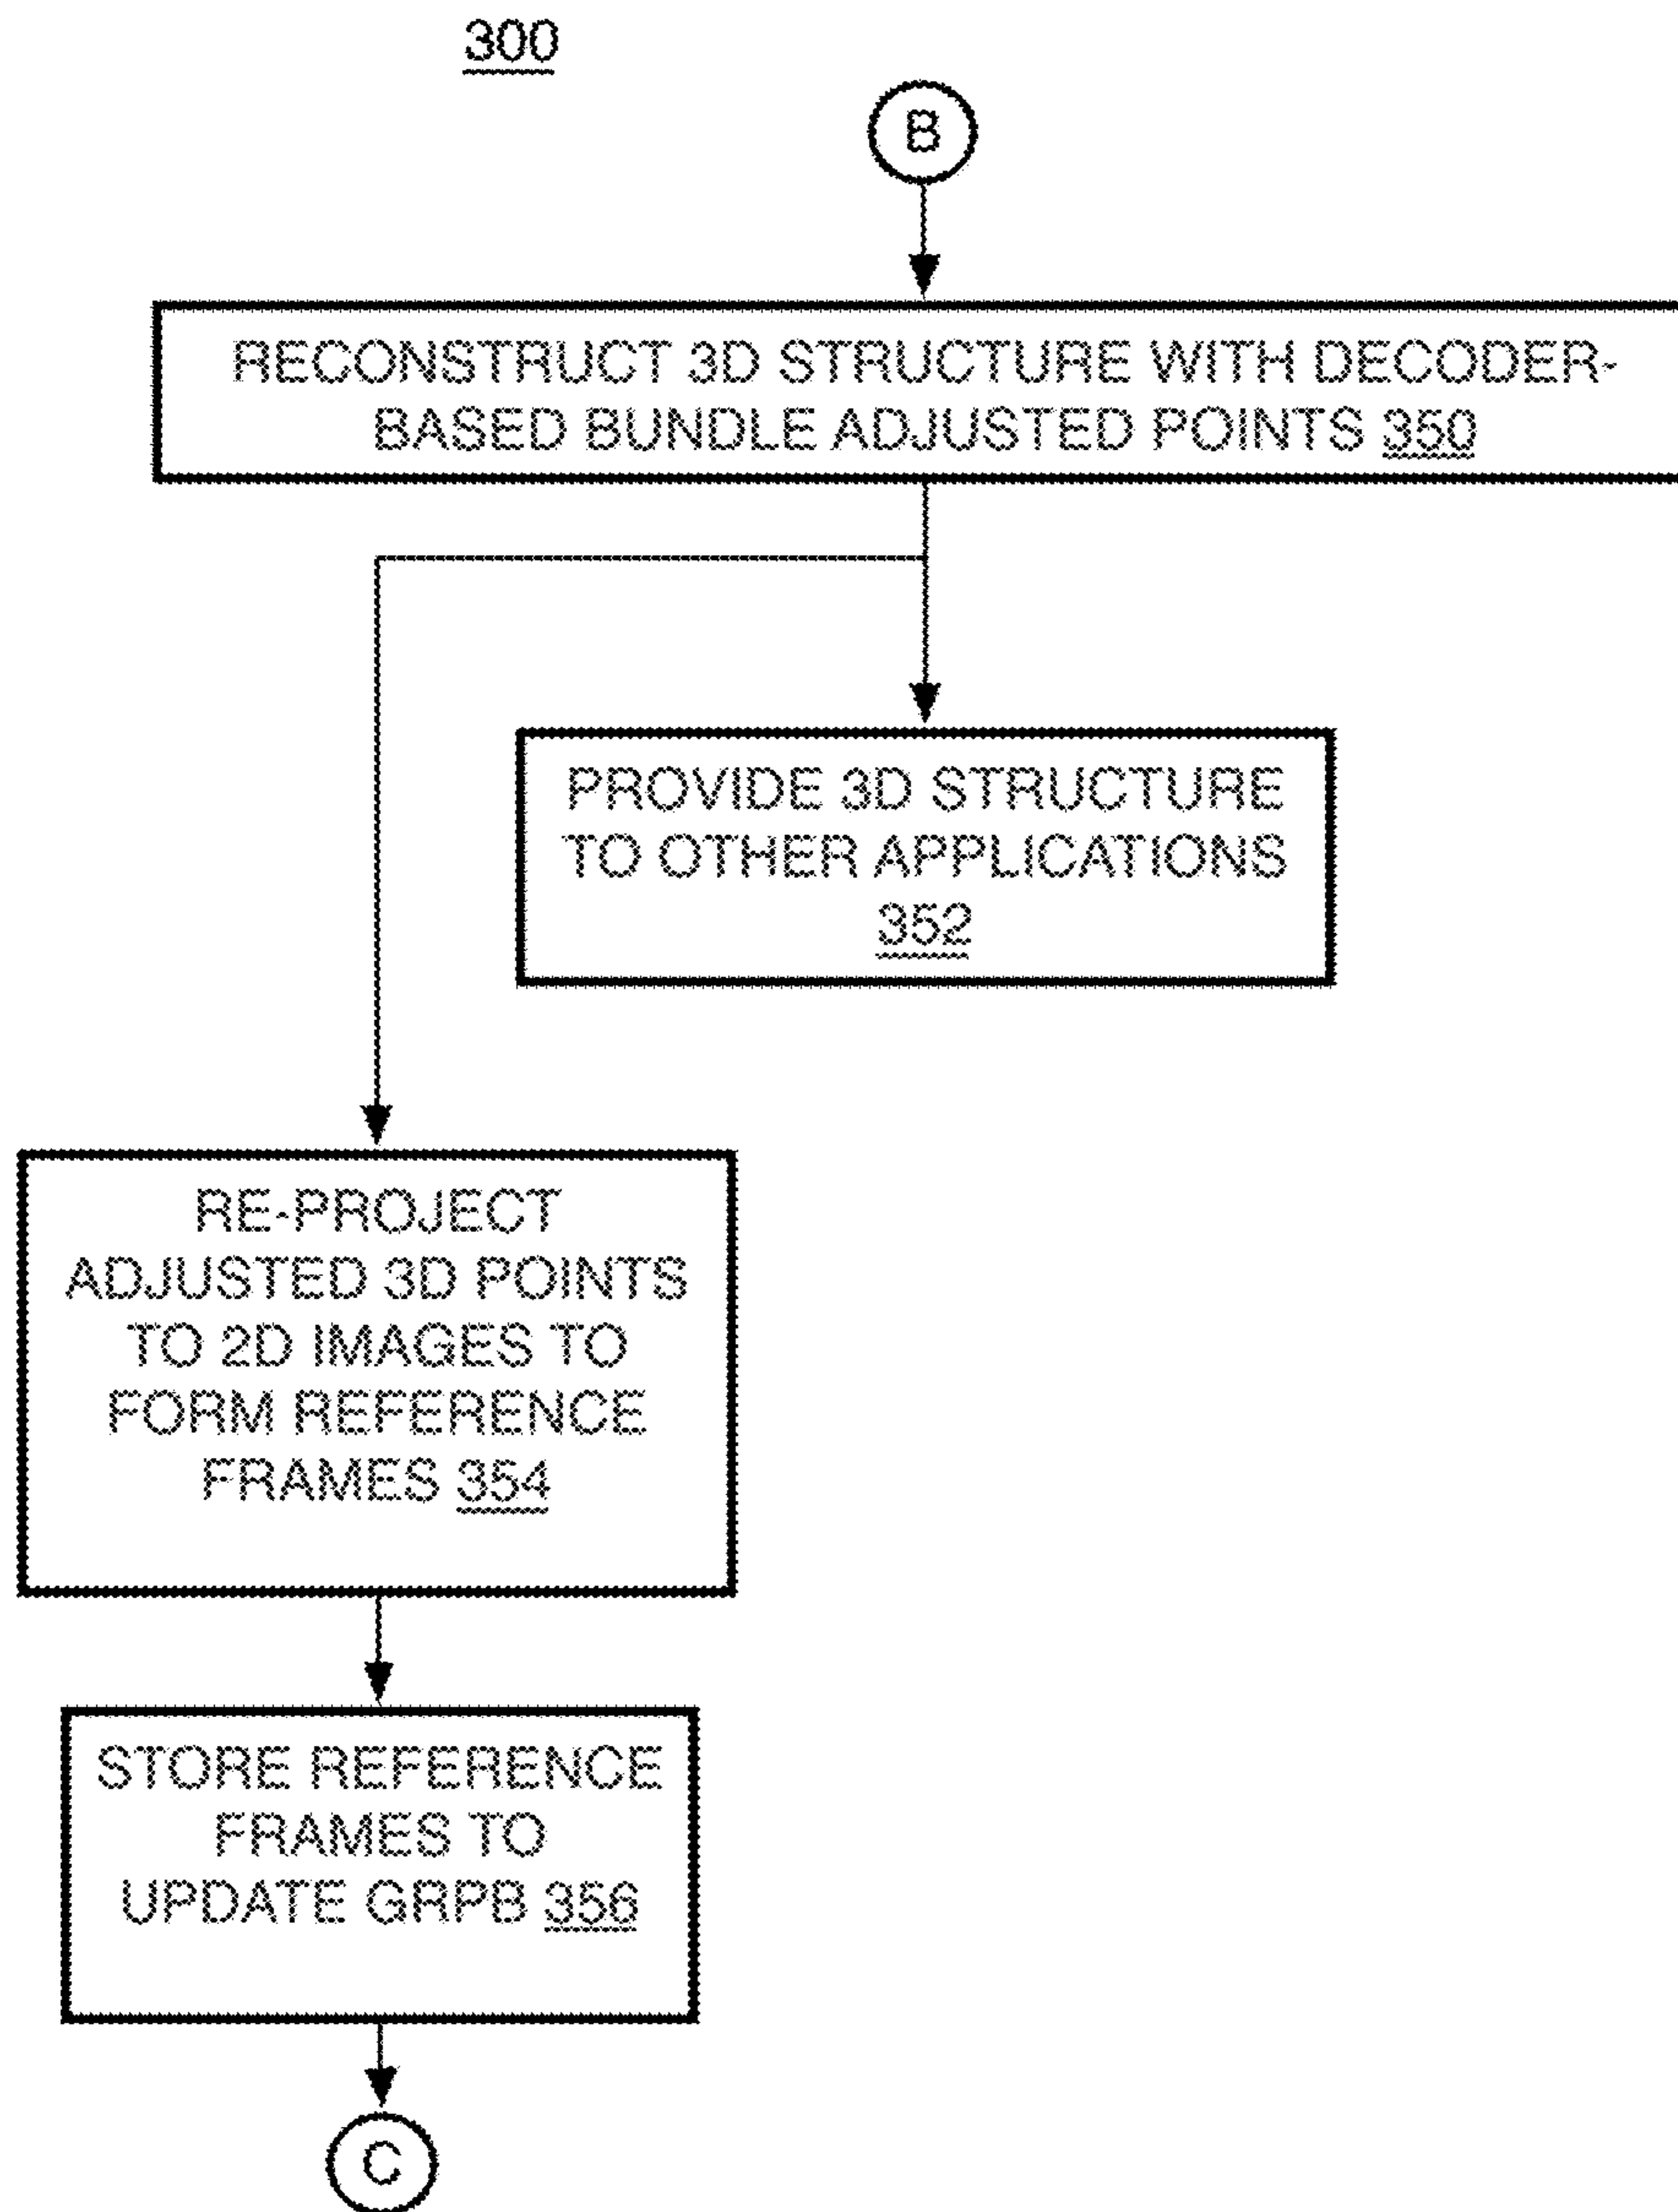 300
B
RECONSTRUCT 3D STRUCTURE WITH DECODER-
BASED BUNDLE ADJUSTED POINTS 350
PROVIDE 3D STRUCTURE
TO OTHER APPLICATIONS
352
RE-PROJECT
ADJUSTED 3D POINTS
TO 2D IMAGES TO
FORM REFERENCE
FRAMES 354
STORE REFERENCE
FRAMES TO
UPDATE GRPB 356
C